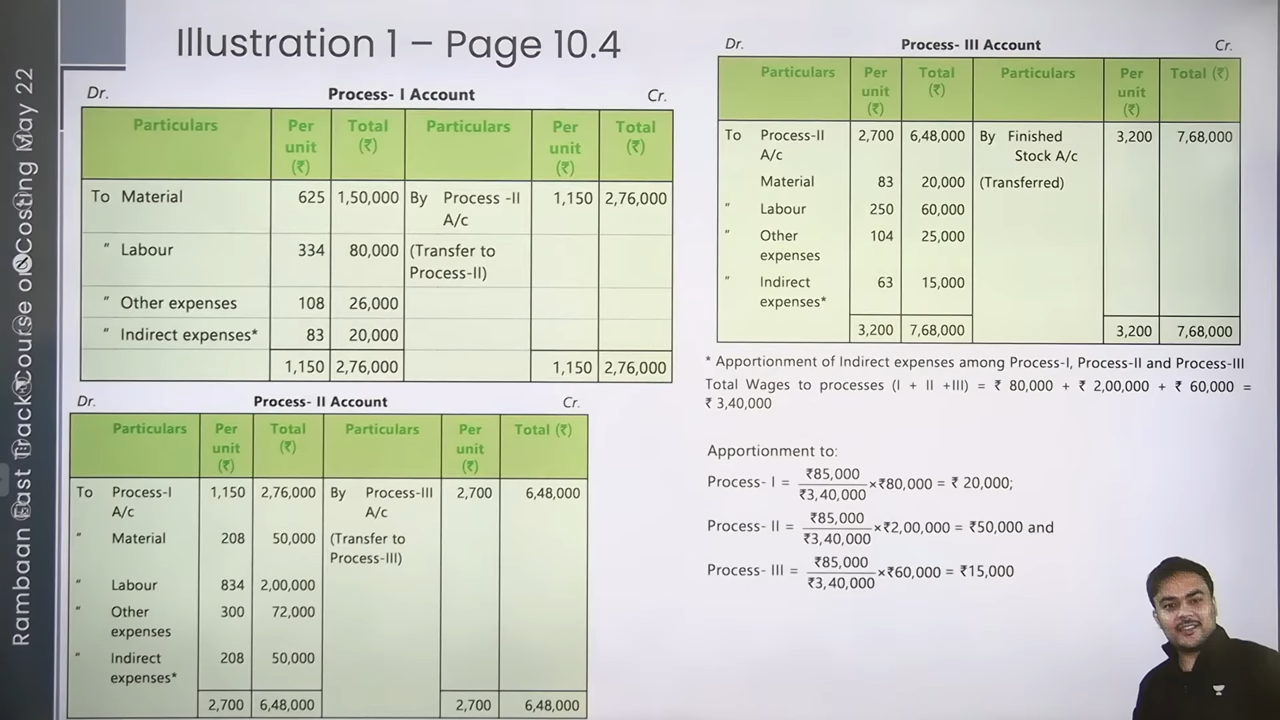 Illustration 1 – Page 10.4
Dr. Process- I Account Cr.
Particulars Per unit (₹) Total (₹) Particulars Per unit (₹) Total (₹)
To Material 625 1,50,000 By Process -II A/c 1,150 2,76,000
" Labour 334 80,000 (Transfer to Process-II)
" Other expenses 108 26,000
" Indirect expenses* 83 20,000
1,150 2,76,000 1,150 2,76,000
Dr. Process- II Account Cr.
Particulars Per unit (₹) Total (₹) Particulars Per unit (₹) Total (₹)
To Process-I A/c 1,150 2,76,000 By Process-III A/c 2,700 6,48,000
" Material 208 50,000 (Transfer to Process-III)
" Labour 834 2,00,000
" Other expenses 300 72,000
" Indirect expenses* 208 50,000
2,700 6,48,000 2,700 6,48,000
Dr. Process- III Account Cr.
Particulars Per unit (₹) Total (₹) Particulars Per unit (₹) Total (₹)
To Process-II A/c 2,700 6,48,000 By Finished Stock A/c 3,200 7,68,000
Material 83 20,000 (Transferred)
" Labour 250 60,000
" Other expenses 104 25,000
" Indirect expenses* 63 15,000
3,200 7,68,000 3,200 7,68,000
* Apportionment of Indirect expenses among Process-I, Process-II and Process-III
Total Wages to processes (I + II +III) = ₹ 80,000 + ₹ 2,00,000 + ₹ 60,000 =
₹ 3,40,000
Apportionment to:
Process- I = ₹85,000/₹3,40,000 ×₹80,000 = ₹ 20,000;
Process- II = ₹85,000/₹3,40,000 ×₹2,00,000 = ₹50,000 and
Process- III = ₹85,000/₹3,40,000 ×₹60,000 = ₹15,000
Rambaan Fast Track Course on Costing May 22